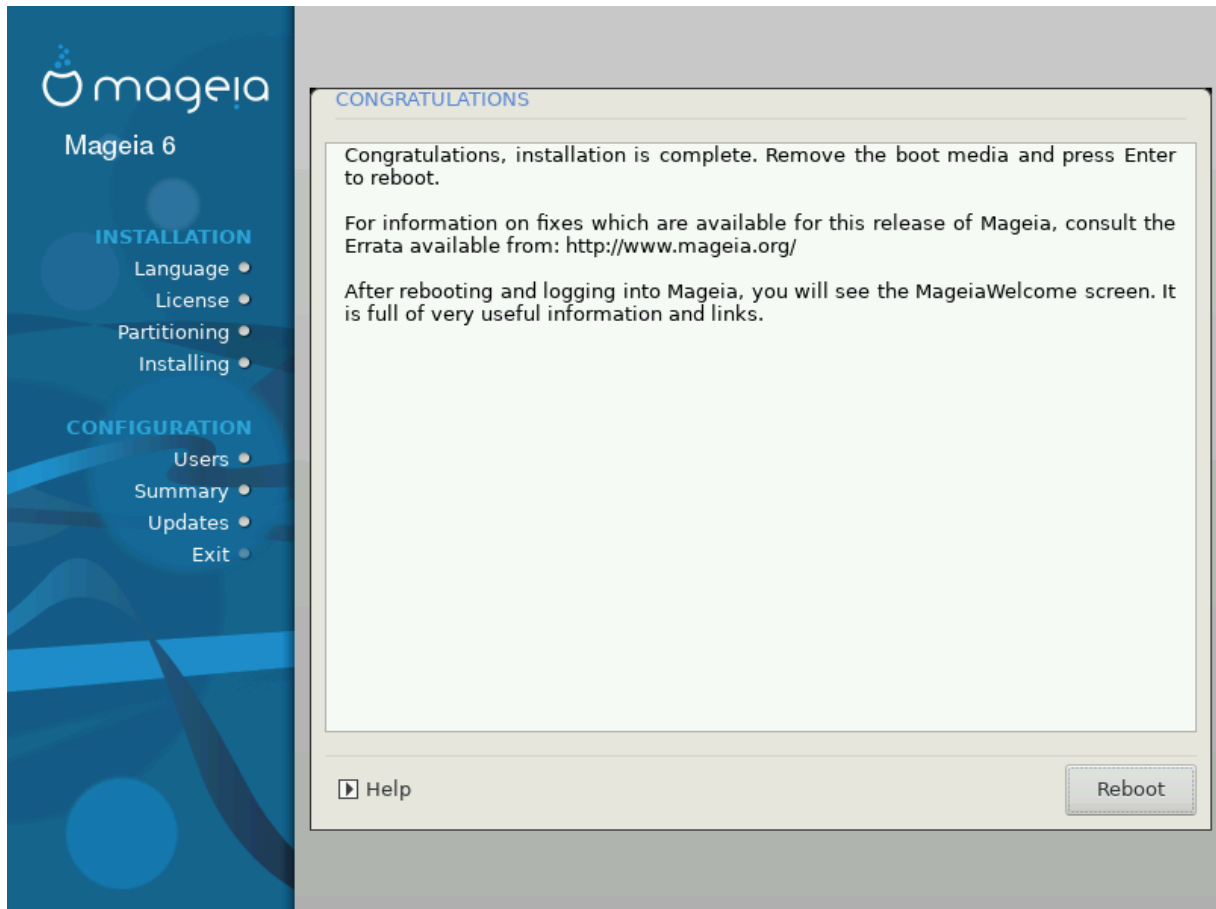 mageia
Mageia 6
INSTALLATION
Language
License
Partitioning
Installing
CONFIGURATION
Users
Summary
Updates
Exit
CONGRATULATIONS
Congratulations, installation is complete. Remove the boot media and press Enter
to reboot.
For information on fixes which are available for this release of Mageia, consult the
Errata available from: http://www.mageia.org/
After rebooting and logging into Mageia, you will see the MageiaWelcome screen. It
is full of very useful information and links.
Help
Reboot